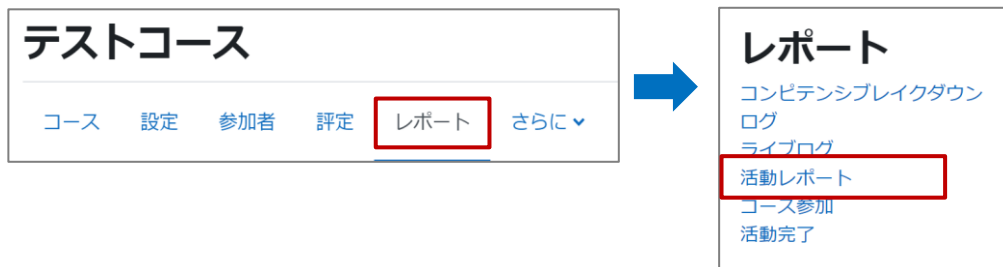 テストコース
コース 設定 参加者 評定 レポート さらに
レポート
コンピテンシブレイクダウン
ログ
ライブログ
活動レポート
コース参加
活動完了